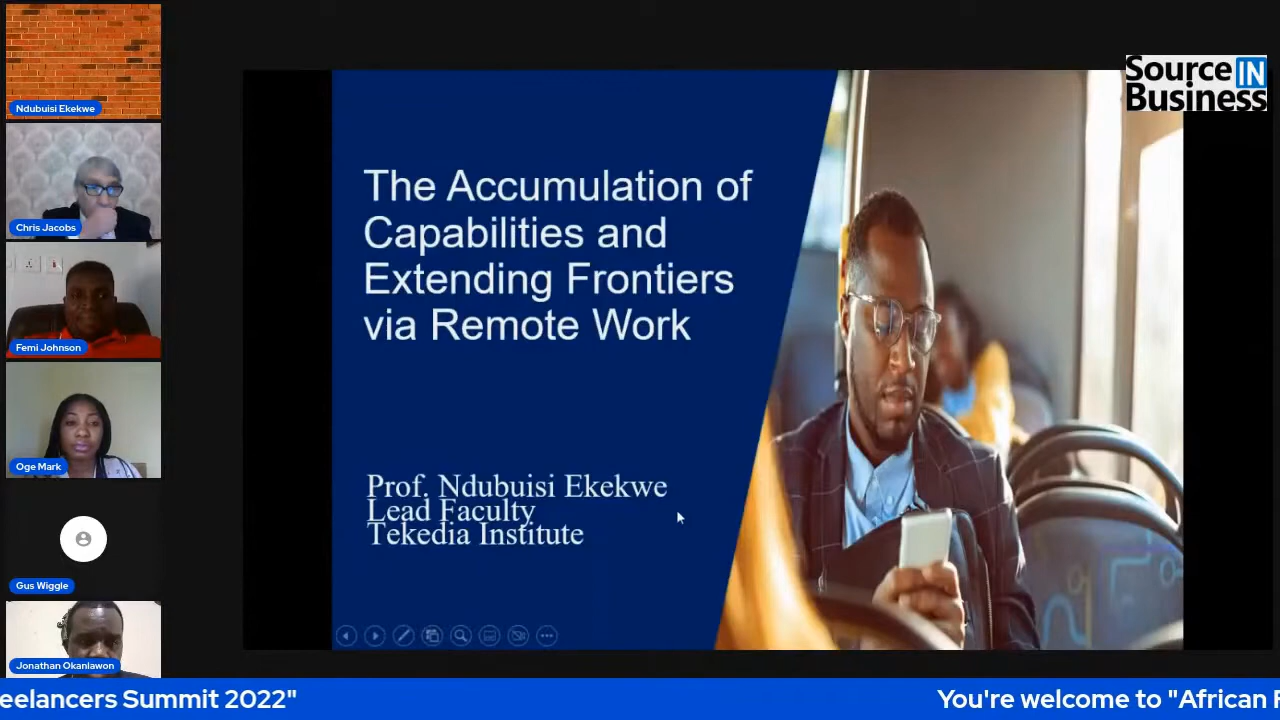 Ndubuisi Ekekwe
Chris Jacobs
Femi Johnson
Oge Mark
Gus Wiggle
Jonathan Okanlawon
The Accumulation of
Capabilities and
Extending Frontiers
via Remote Work
Prof. Ndubuisi Ekekwe
Lead Faculty
Tekedia Institute
Source IN
Business
eelancers Summit 2022" You're welcome to "African F